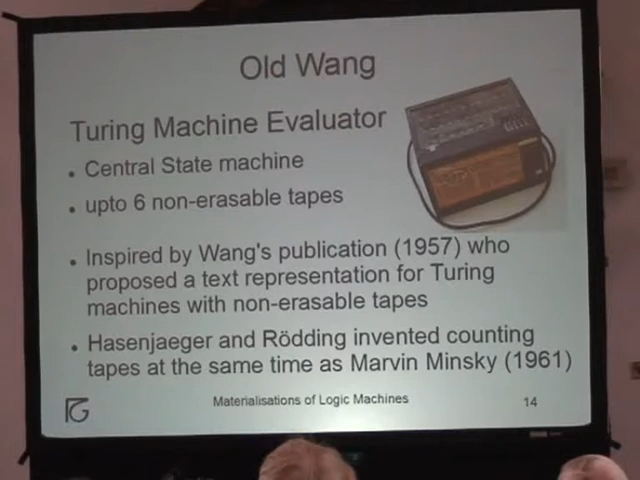 Old Wang
Turing Machine Evaluator
• Central State machine
• upto 6 non-erasable tapes
• Inspired by Wang's publication (1957) who
proposed a text representation for Turing
machines with non-erasable tapes
• Hasenjaeger and Rödding invented counting
tapes at the same time as Marvin Minsky (1961)
Materialisations of Logic Machines
14